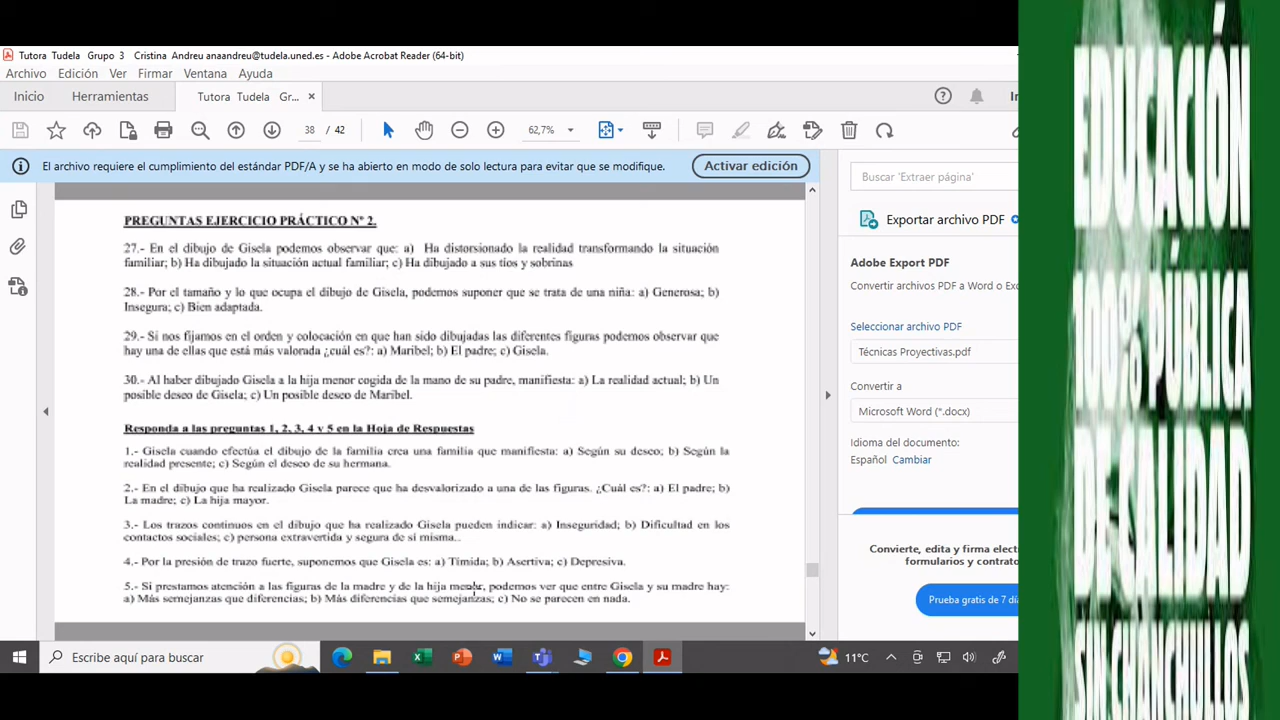 Tutora Tudela Grupo 3 Cristina Andreu anaandreu@tudela.uned.es - Adobe Acrobat Reader (64-bit)
Archivo Edición Ver Firmar Ventana Ayuda
Inicio Herramientas Tutora Tudela Gr... ×
38 / 42 62,7%
El archivo requiere el cumplimiento del estándar PDF/A y se ha abierto en modo de solo lectura para evitar que se modifique. Activar edición
PREGUNTAS EJERCICIO PRÁCTICO Nº 2.
27.- En el dibujo de Gisela podemos observar que: a) Ha distorsionado la realidad transformando la situación
familiar; b) Ha dibujado la situación actual familiar; c) Ha dibujado a sus tíos y sobrinas
28.- Por el tamaño y lo que ocupa el dibujo de Gisela, podemos suponer que se trata de una niña: a) Generosa; b)
Insegura; c) Bien adaptada.
29.- Si nos fijamos en el orden y colocación en que han sido dibujadas las diferentes figuras podemos observar que
hay una de ellas que está más valorada ¿cuál es?: a) Maribel; b) El padre; c) Gisela.
30.- Al haber dibujado Gisela a la hija menor cogida de la mano de su padre, manifiesta: a) La realidad actual; b) Un
posible deseo de Gisela; c) Un posible deseo de Maribel.
Responda a las preguntas 1, 2, 3, 4 y 5 en la Hoja de Respuestas
1.- Gisela cuando efectúa el dibujo de la familia crea una familia que manifiesta: a) Según su deseo; b) Según la
realidad presente; c) Según el deseo de su hermana.
2.- En el dibujo que ha realizado Gisela parece que ha desvalorizado a una de las figuras. ¿Cuál es?: a) El padre; b)
La madre; c) La hija mayor.
3.- Los trazos continuos en el dibujo que ha realizado Gisela pueden indicar: a) Inseguridad; b) Dificultad en los
contactos sociales; c) persona extravertida y segura de sí misma..
4.- Por la presión de trazo fuerte, suponemos que Gisela es: a) Tímida; b) Asertiva; c) Depresiva.
5.- Si prestamos atención a las figuras de la madre y de la hija menor, podemos ver que entre Gisela y su madre hay:
a) Más semejanzas que diferencias; b) Más diferencias que semejanzas; c) No se parecen en nada.
Buscar 'Extraer página'
Exportar archivo PDF
Adobe Export PDF
Convertir archivos PDF a Word o
Seleccionar archivo PDF
Técnicas Proyectivas.pdf
Convertir a
Microsoft Word (*.docx)
Idioma del documento:
Español Cambiar
Convierte, edita y firma
formularios y
Prueba gratis de 7
Escribe aquí para buscar
11°C
EDUCACIÓN
100% PÚBLICA
DE SALIDAD
SIN CHANCHULLOS